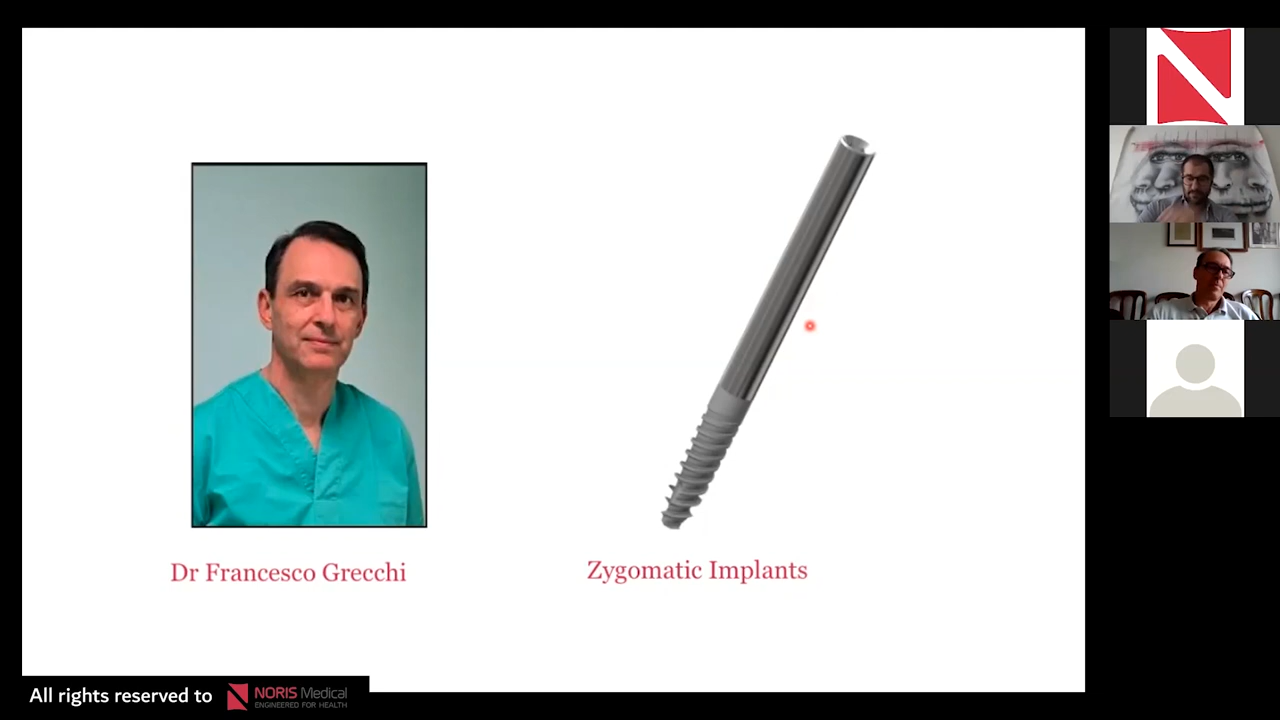 Dr Francesco Grecchi
Zygomatic Implants
All rights reserved to
NORIS Medical
ENGINEERED FOR HEALTH